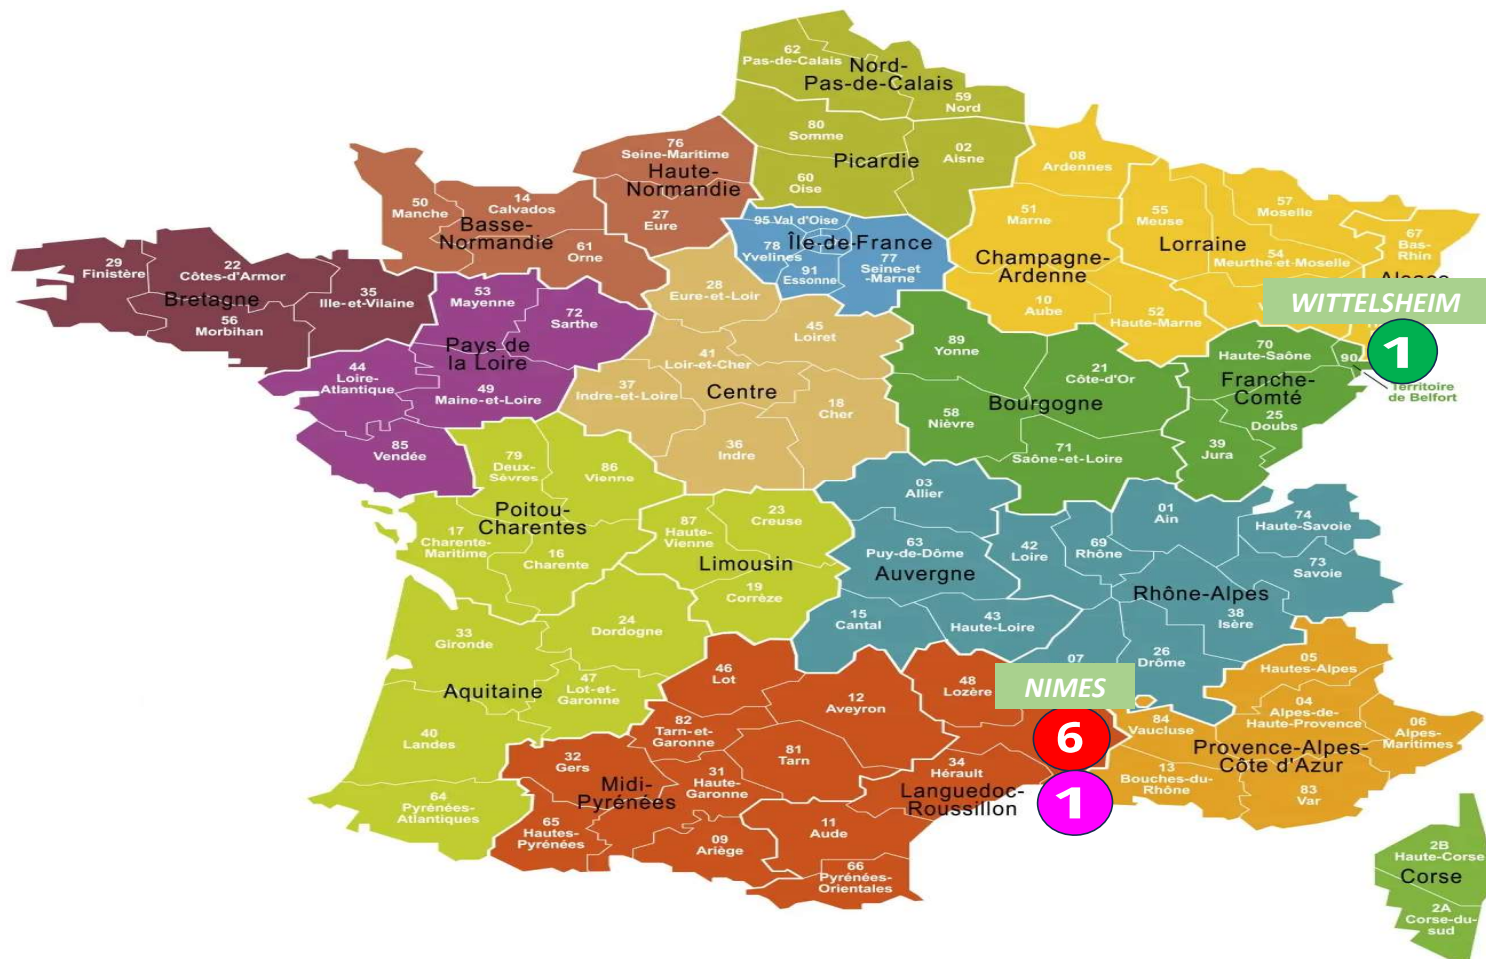 62
Pas-de-Calais
Nord-
Pas-de-Calais
59
Nord
80
Somme
02
Aisne
Picardie
60
Oise
76
Seine-Maritime
Haute-
Normandie
27
Eure
50
Manche
14
Calvados
Basse-
Normandie
61
Orne
08
Ardennes
51
Marne
Champagne-
Ardenne
10
Aube
52
Haute-Marne
55
Meuse
57
Moselle
Lorraine
54
Meurthe-et-Moselle
67
Bas-
Rhin
WITTELSHEIM
1
95 Val d'Oise
Île-de-France
78
Yvelines
91
Essonne
77
Seine-et
-Marne
29
Finistère
22
Côtes-d'Armor
Bretagne
35
Ille-et-Vilaine
56
Morbihan
53
Mayenne
72
Sarthe
Pays de
la Loire
44
Loire-
Atlantique
49
Maine-et-Loire
85
Vendée
28
Eure-et-Loir
45
Loiret
41
Loir-et-Cher
37
Indre-et-Loire
Centre
18
Cher
36
Indre
89
Yonne
21
Côte-d'Or
Bourgogne
58
Nièvre
71
Saône-et-Loire
70
Haute-Saône
90
Territoire
de Belfort
Franche-
Comté
25
Doubs
39
Jura
79
Deux-
Sèvres
86
Vienne
Poitou-
Charentes
17
Charente-
Maritime
16
Charente
87
Haute-
Vienne
23
Creuse
Limousin
19
Corrèze
03
Allier
63
Puy-de-Dôme
Auvergne
15
Cantal
43
Haute-Loire
42
Loire
69
Rhône
01
Ain
74
Haute-Savoie
73
Savoie
Rhône-Alpes
38
Isère
07
26
Drôme
33
Gironde
24
Dordogne
47
Lot-et-
Garonne
Aquitaine
40
Landes
64
Pyrénées-
Atlantiques
46
Lot
12
Aveyron
82
Tarn-et-
Garonne
81
Tarn
32
Gers
31
Haute-
Garonne
Midi-
Pyrénées
65
Hautes-
Pyrénées
09
Ariège
48
Lozère
NIMES
6
1
34
Hérault
Languedoc-
Roussillon
11
Aude
66
Pyrénées-
Orientales
05
Hautes-Alpes
04
Alpes-de-
Haute-Provence
06
Alpes-
Maritimes
84
Vaucluse
Provence-Alpes-
Côte d'Azur
13
Bouches-du-
Rhône
83
Var
2B
Haute-Corse
Corse
2A
Corse-du-
sud